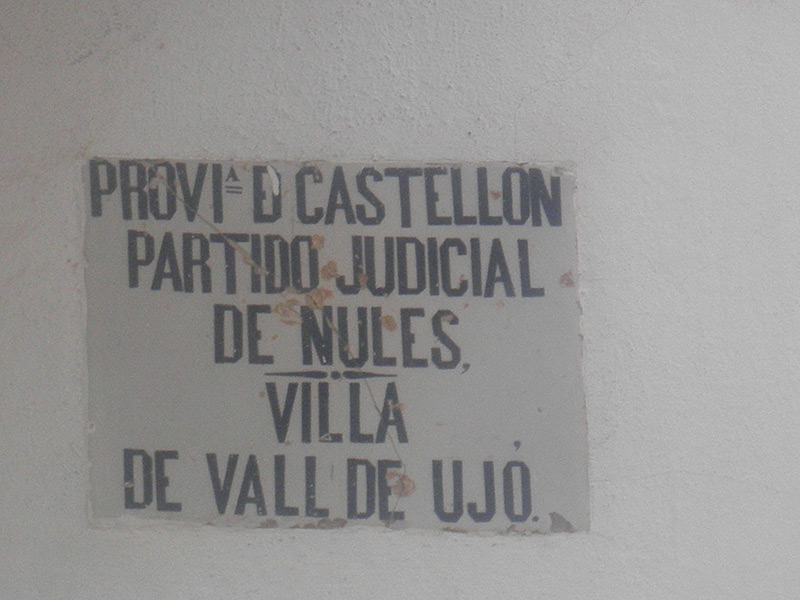 PROVIᴬ D CASTELLON
PARTIDO JUDICIAL
DE NULES,
VILLA
DE VALL DE UJÓ.